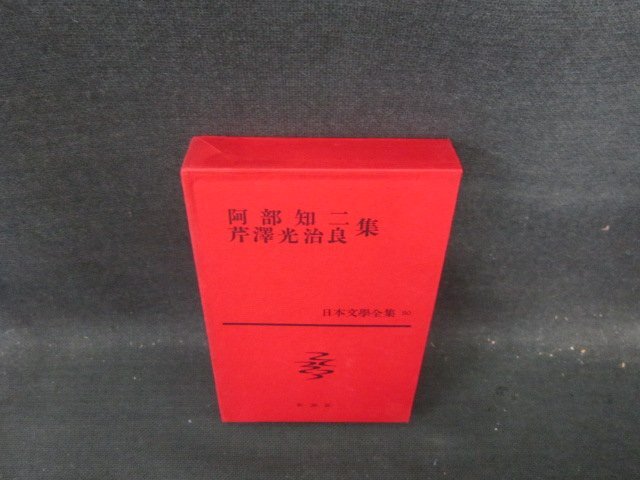 阿部知二
芹澤光治良
集
日本文學全集